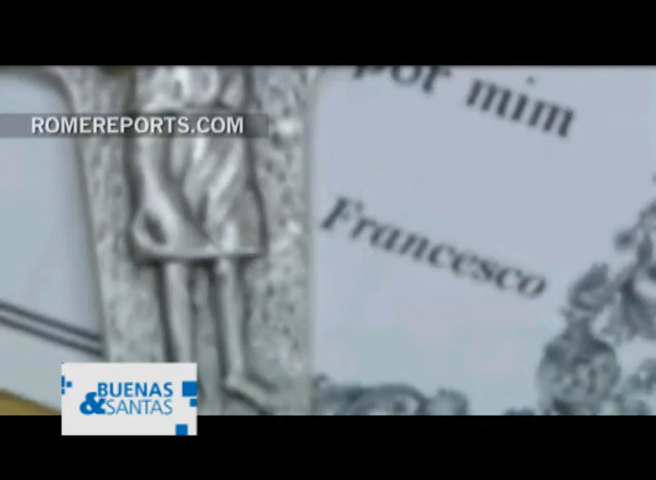 por mim
ROMEREPORTS.COM
Francesco
BUENAS
&SANTAS